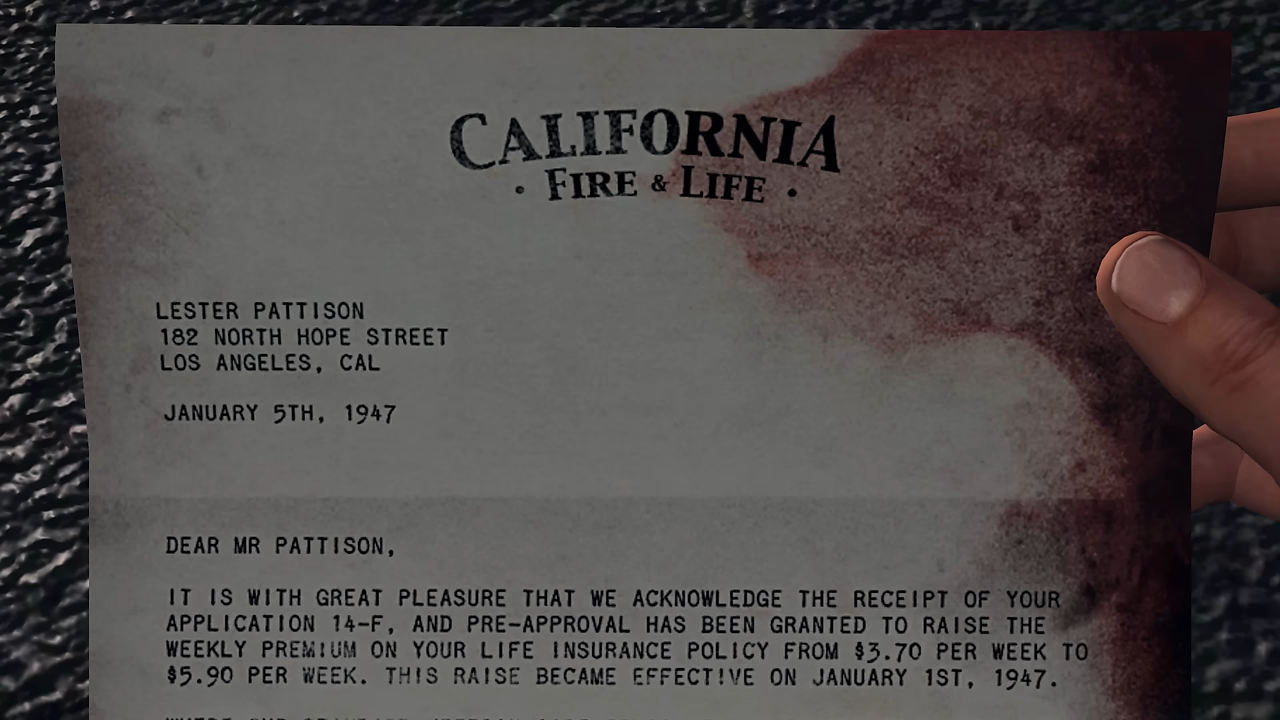 CALIFORNIA
· FIRE & LIFE ·
LESTER PATTISON
182 NORTH HOPE STREET
LOS ANGELES, CAL
JANUARY 5TH, 1947
DEAR MR PATTISON,
IT IS WITH GREAT PLEASURE THAT WE ACKNOWLEDGE THE RECEIPT OF YOUR
APPLICATION 14-F, AND PRE-APPROVAL HAS BEEN GRANTED TO RAISE THE
WEEKLY PREMIUM ON YOUR LIFE INSURANCE POLICY FROM $3.70 PER WEEK TO
$5.90 PER WEEK. THIS RAISE BECAME EFFECTIVE ON JANUARY 1ST, 1947.